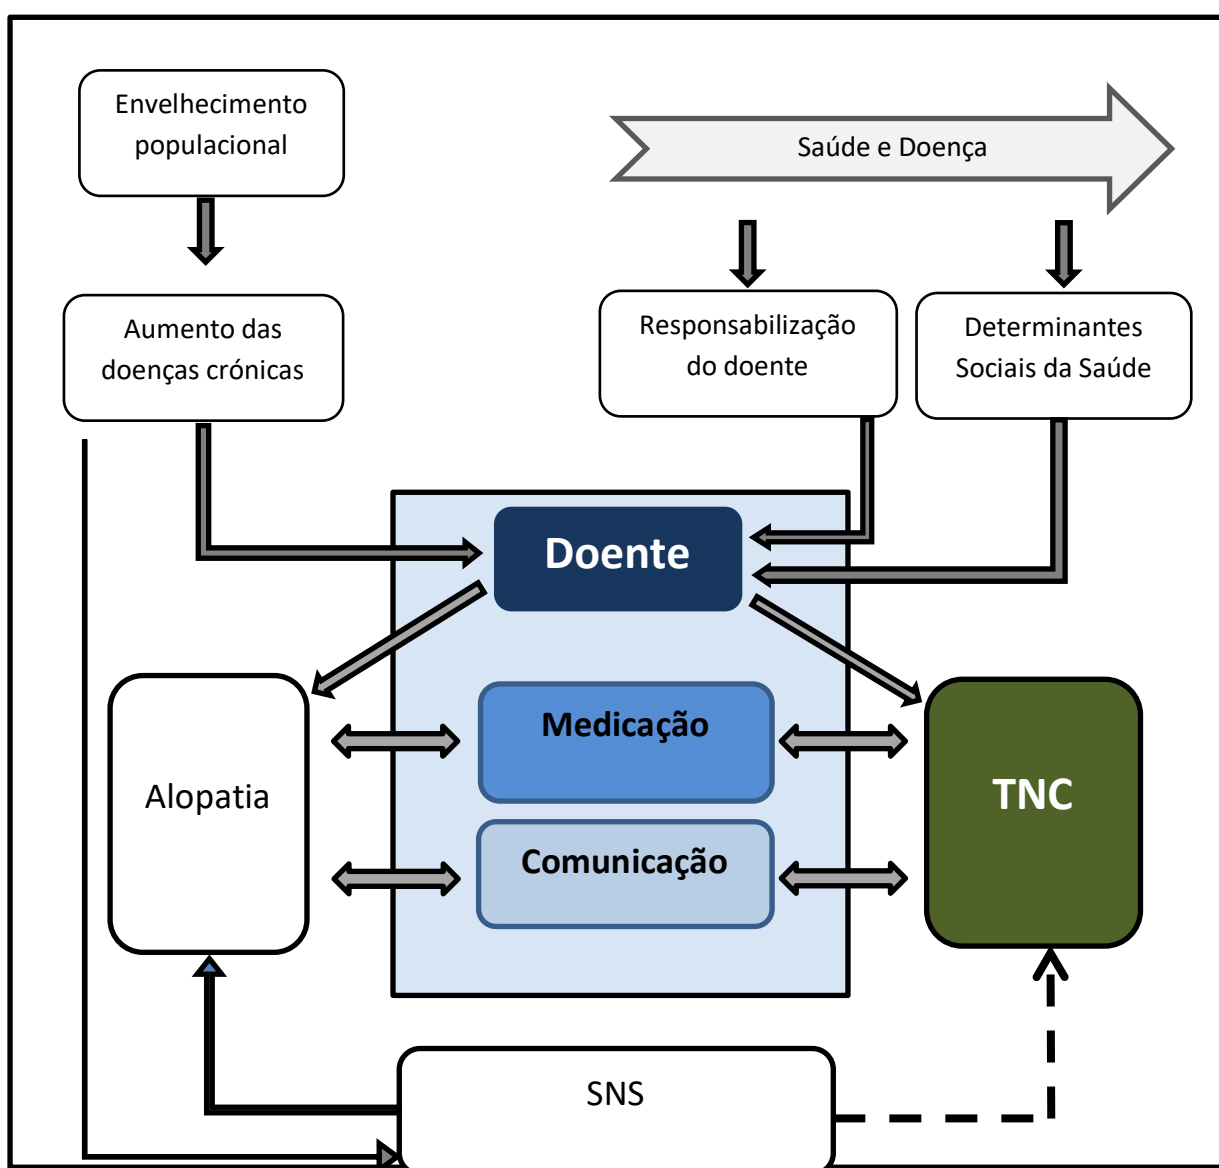 Envelhecimento
populacional
Saúde e Doença
Aumento das
doenças crónicas
Responsabilização
do doente
Determinantes
Sociais da Saúde
Doente
Medicação
Alopatia
TNC
Comunicação
SNS